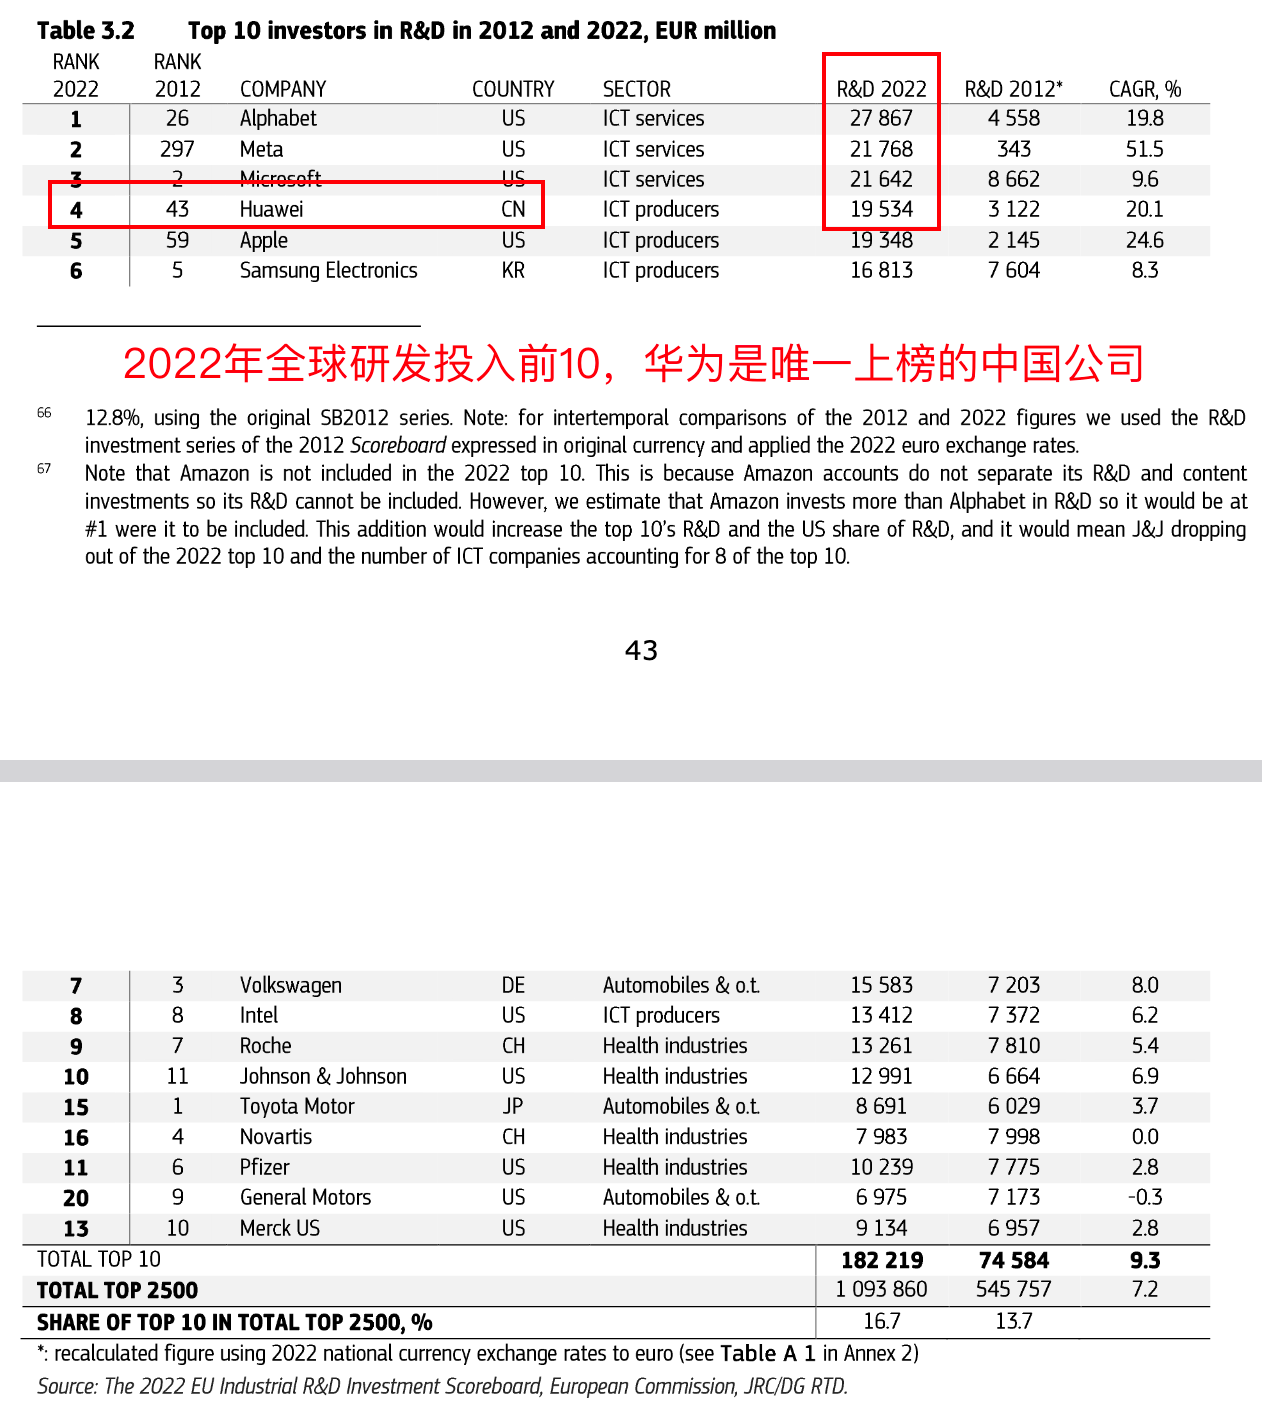 Table 3.2 Top 10 investors in R&D in 2012 and 2022, EUR million
RANK 2022 RANK 2012 COMPANY COUNTRY SECTOR R&D 2022 R&D 2012* CAGR, %
1 26 Alphabet US ICT services 27 867 4 558 19.8
2 297 Meta US ICT services 21 768 343 51.5
3 2 Microsoft US ICT services 21 642 8 662 9.6
4 43 Huawei CN ICT producers 19 534 3 122 20.1
5 59 Apple US ICT producers 19 348 2 145 24.6
6 5 Samsung Electronics KR ICT producers 16 813 7 604 8.3
2022年全球研发投入前10，华为是唯一上榜的中国公司
66 12.8%, using the original SB2012 series. Note: for intertemporal comparisons of the 2012 and 2022 figures we used the R&D
investment series of the 2012 Scoreboard expressed in original currency and applied the 2022 euro exchange rates.
67 Note that Amazon is not included in the 2022 top 10. This is because Amazon accounts do not separate its R&D and content
investments so its R&D cannot be included. However, we estimate that Amazon invests more than Alphabet in R&D so it would be at
#1 were it to be included. This addition would increase the top 10's R&D and the US share of R&D, and it would mean J&J dropping
out of the 2022 top 10 and the number of ICT companies accounting for 8 of the top 10.
43
7 3 Volkswagen DE Automobiles & o.t. 15 583 7 203 8.0
8 8 Intel US ICT producers 13 412 7 372 6.2
9 7 Roche CH Health industries 13 261 7 810 5.4
10 11 Johnson & Johnson US Health industries 12 991 6 664 6.9
15 1 Toyota Motor JP Automobiles & o.t. 8 691 6 029 3.7
16 4 Novartis CH Health industries 7 983 7 998 0.0
11 6 Pfizer US Health industries 10 239 7 775 2.8
20 9 General Motors US Automobiles & o.t. 6 975 7 173 -0.3
13 10 Merck US US Health industries 9 134 6 957 2.8
TOTAL TOP 10 182 219 74 584 9.3
TOTAL TOP 2500 1 093 860 545 757 7.2
SHARE OF TOP 10 IN TOTAL TOP 2500, % 16.7 13.7
*: recalculated figure using 2022 national currency exchange rates to euro (see Table A 1 in Annex 2)
Source: The 2022 EU Industrial R&D Investment Scoreboard, European Commission, JRC/DG RTD.